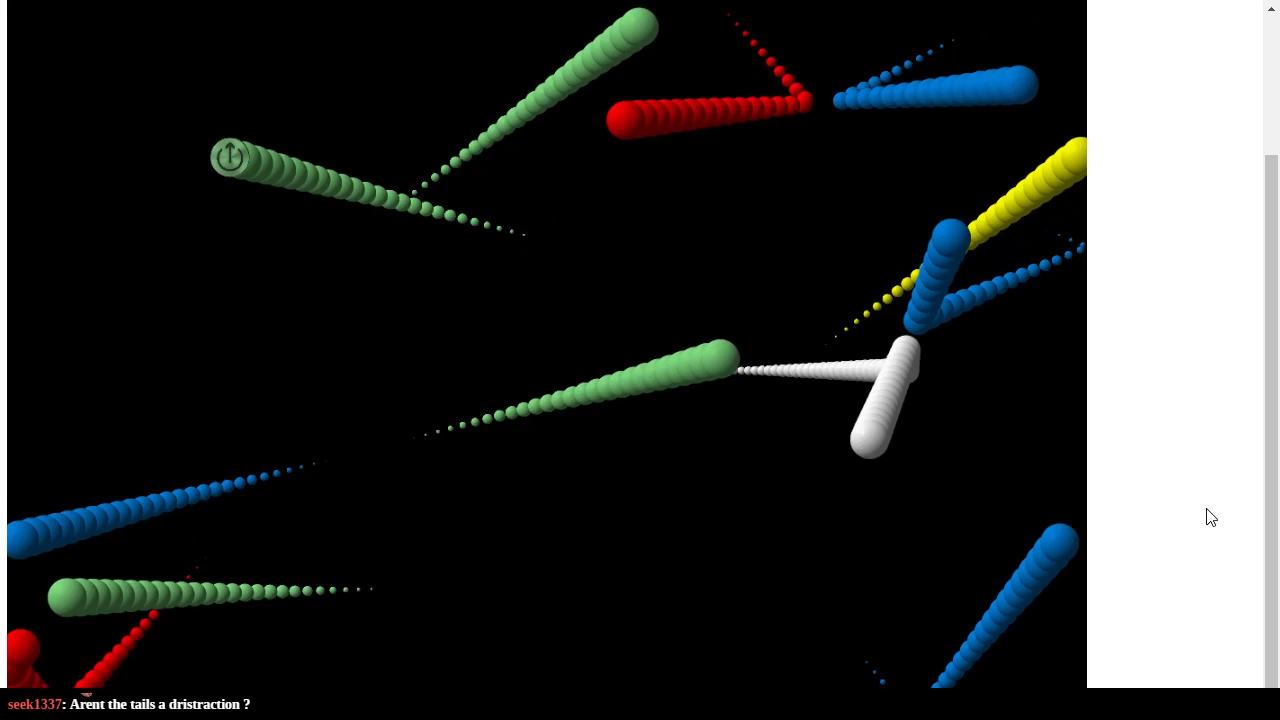 seek1337: Arent the tails a dristraction ?